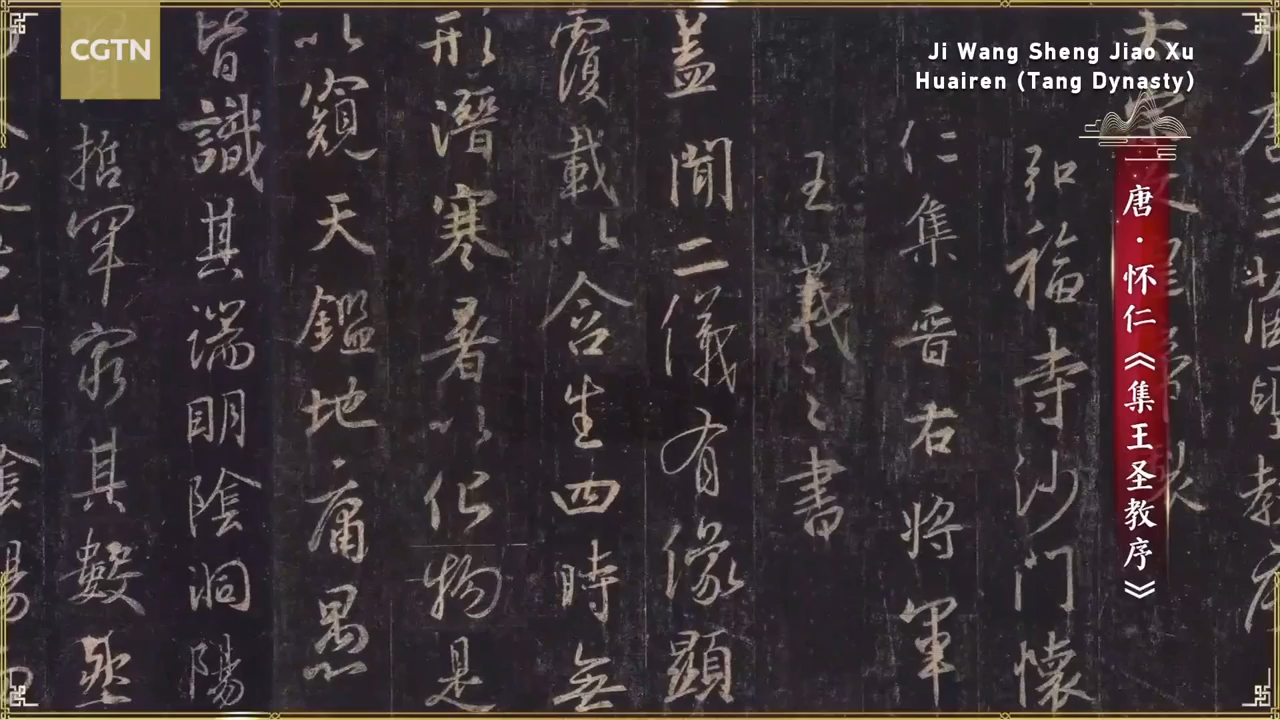 CGTN
Ji Wang Sheng Jiao Xu
Huairen (Tang Dynasty)
唐·怀仁《集王圣教序》
弘福寺沙門懷
仁集晉右將軍
王羲之書
蓋聞二儀有像顯
覆載以含生四時無
形潛寒暑以化物是
以窺天鑑地庸愚
皆識其端明陰洞陽
賢哲罕窮其數然